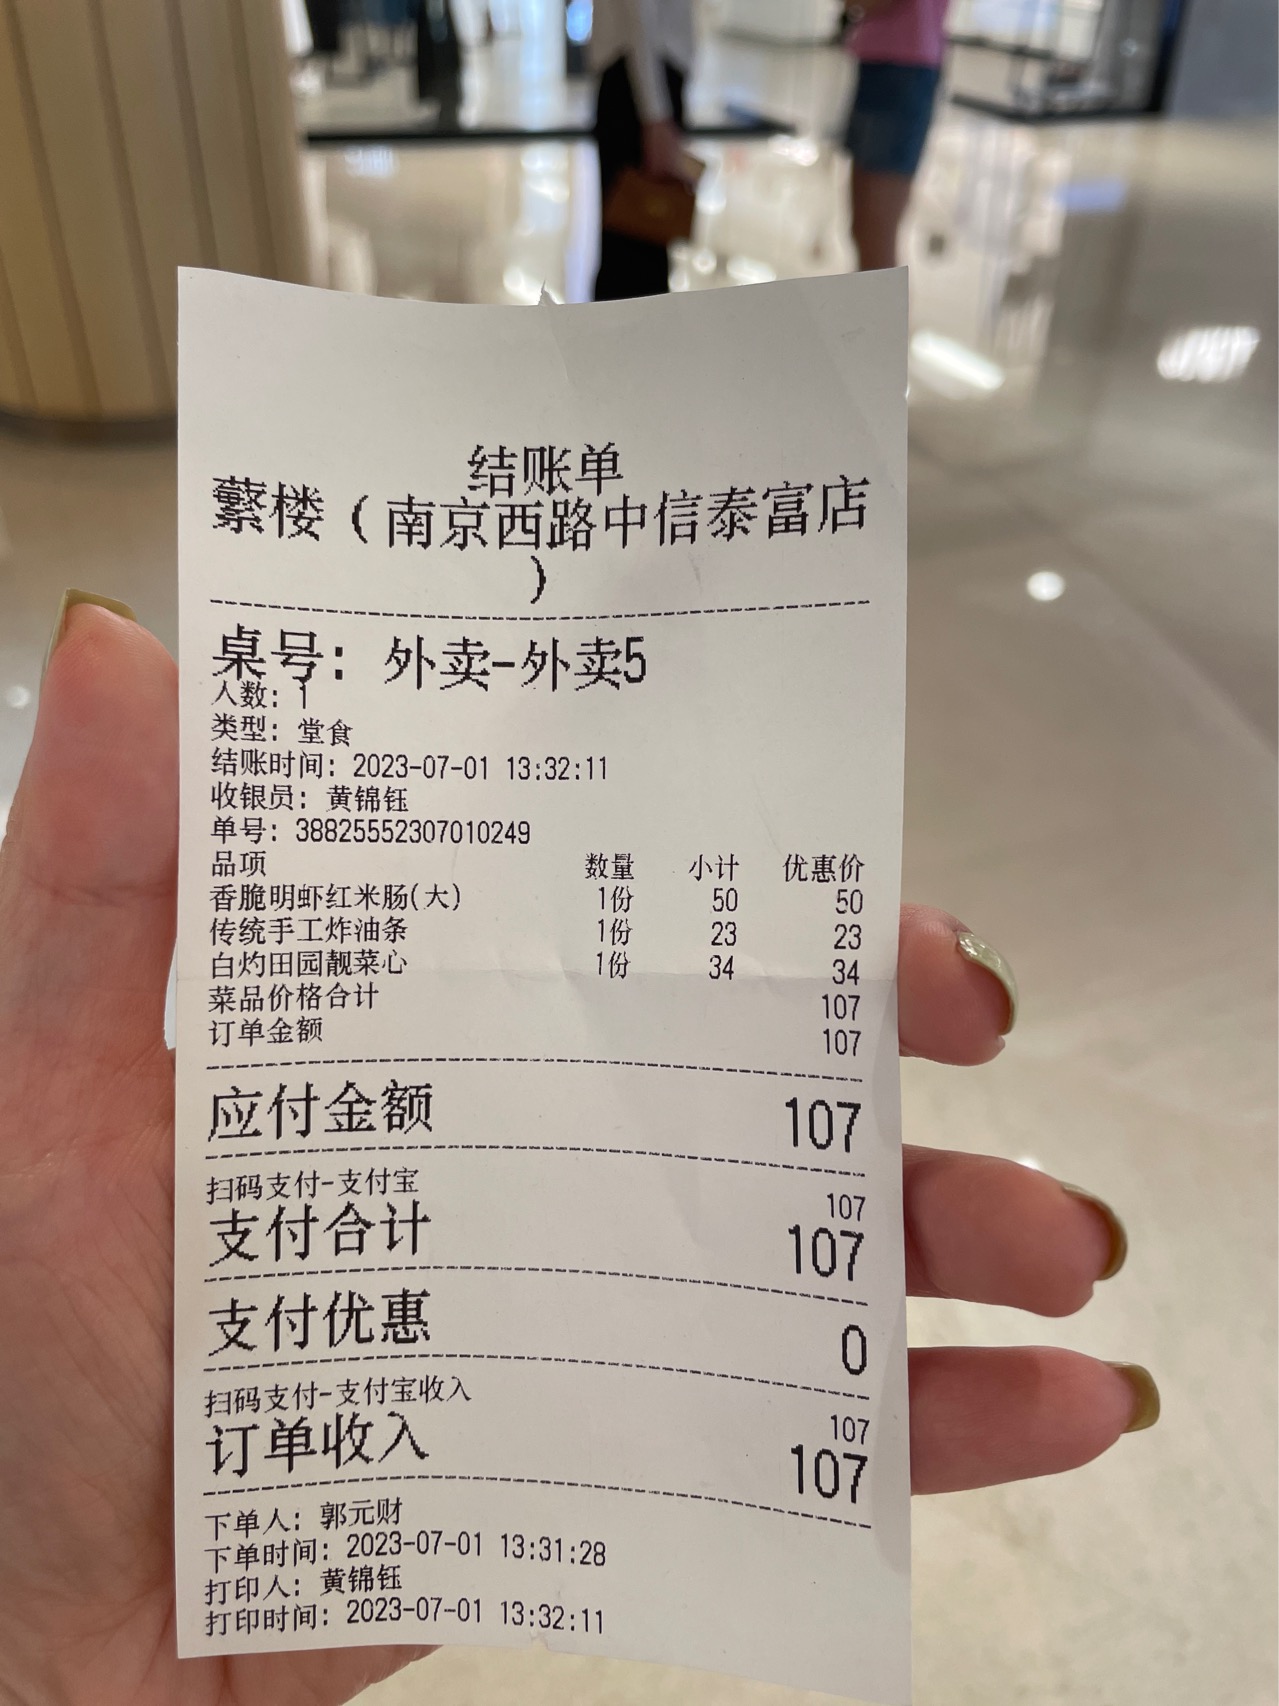 结账单
蘩楼（南京西路中信泰富店
）
桌号：外卖-外卖5
人数：1
类型：堂食
结账时间：2023-07-01 13:32:11
收银员：黄锦钰
单号：38825552307010249
品项 数量 小计 优惠价
香脆明虾红米肠(大) 1份 50 50
传统手工炸油条 1份 23 23
白灼田园靓菜心 1份 34 34
菜品价格合计 107
订单金额 107
应付金额 107
扫码支付-支付宝 107
支付合计 107
支付优惠 0
扫码支付-支付宝收入 107
订单收入 107
下单人：郭元财
下单时间：2023-07-01 13:31:28
打印人：黄锦钰
打印时间：2023-07-01 13:32:11